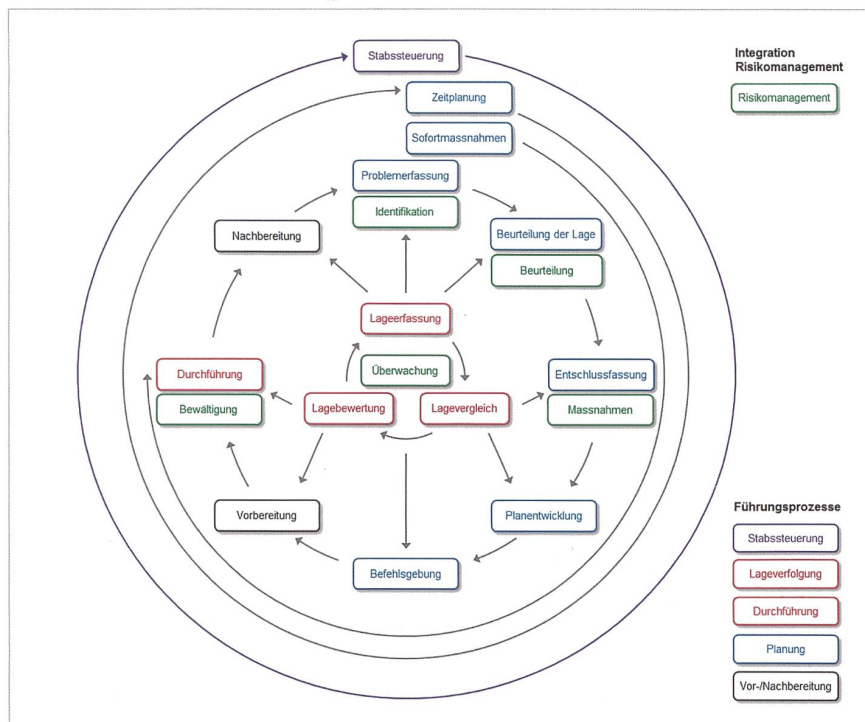 Stabssteuerung
Integration
Risikomanagement
Zeitplanung
Risikomanagement
Sofortmassnahmen
Problemerfassung
Identifikation
Nachbereitung
Beurteilung der Lage
Beurteilung
Lageerfassung
Durchführung
Überwachung
Entschlussfassung
Bewältigung
Lagebewertung
Lagevergleich
Massnahmen
Vorbereitung
Planentwicklung
Befehlsgebung
Führungsprozesse
Stabssteuerung
Lageverfolgung
Durchführung
Planung
Vor-/Nachbereitung